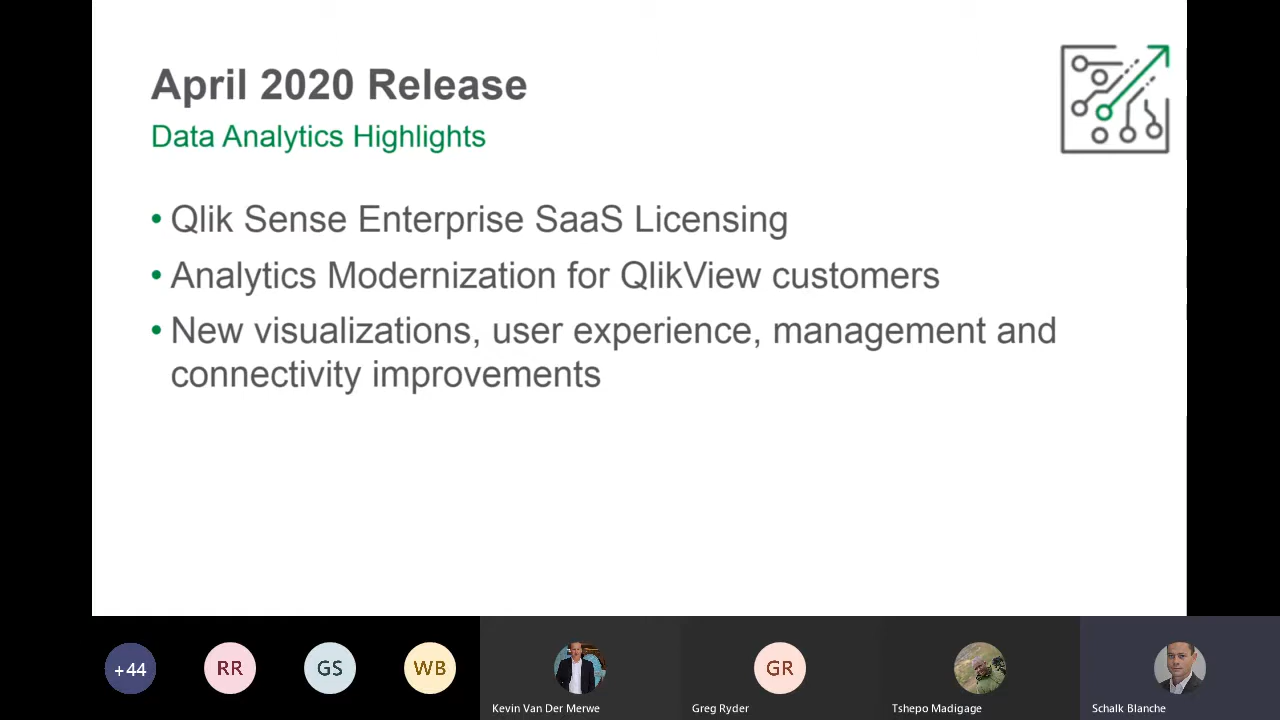 April 2020 Release
Data Analytics Highlights
• Qlik Sense Enterprise SaaS Licensing
• Analytics Modernization for QlikView customers
• New visualizations, user experience, management and
connectivity improvements
+44
RR
GS
WB
GR
Kevin Van Der Merwe
Greg Ryder
Tshepo Madigage
Schalk Blanche